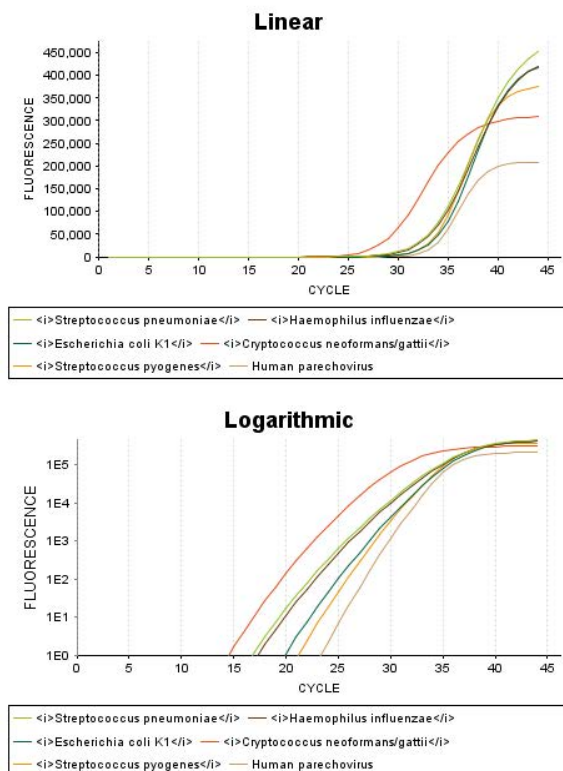 Linear
450,000
400,000
350,000
300,000
250,000
200,000
150,000
100,000
50,000
0
FLUORESCENCE
0 5 10 15 20 25 30 35 40 45
CYCLE
<i>Streptococcus pneumoniae</i> <i>Haemophilus influenzae</i>
<i>Escherichia coli K1</i> <i>Cryptococcus neoformans/gattii</i>
<i>Streptococcus pyogenes</i> Human parechovirus
Logarithmic
1E5
1E4
1E3
1E2
1E1
1E0
FLUORESCENCE
0 5 10 15 20 25 30 35 40 45
CYCLE
<i>Streptococcus pneumoniae</i> <i>Haemophilus influenzae</i>
<i>Escherichia coli K1</i> <i>Cryptococcus neoformans/gattii</i>
<i>Streptococcus pyogenes</i> Human parechovirus